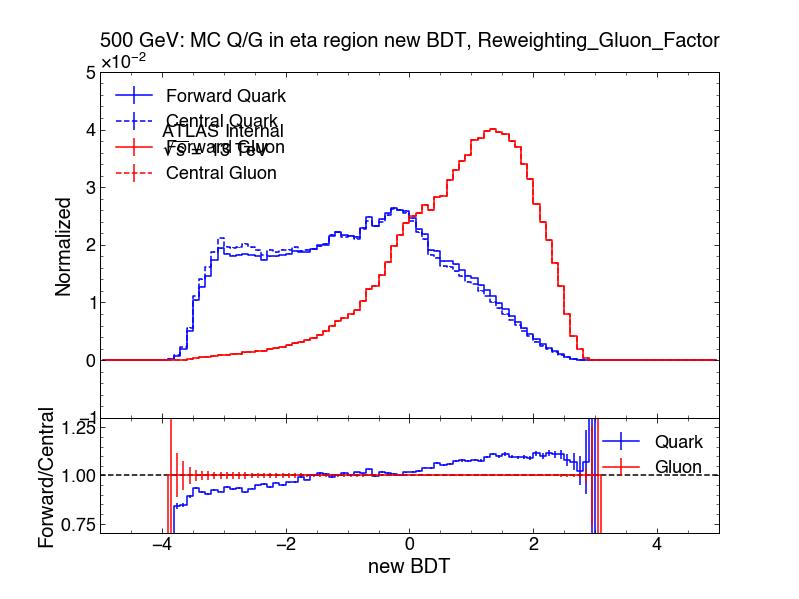 500 GeV: MC Q/G in eta region new BDT, Reweighting_Gluon_Factor
×10⁻²
5
4
3
2
1
0
−1
Normalized
Forward Quark
Central Quark
ATLAS Internal
√s = 13 TeV
Forward Gluon
Central Gluon
1.25
1.00
0.75
Forward/Central
Quark
Gluon
−4 −2 0 2 4
new BDT